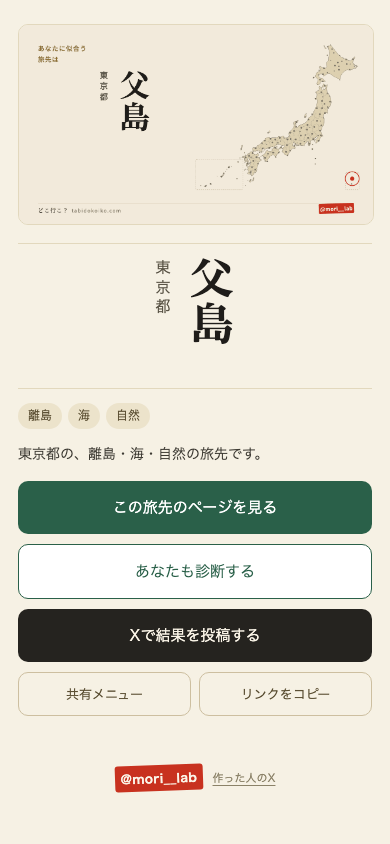 あなたに似合う
旅先は
父島
東京都
どこ行こ？ tabidokoiko.com
@mori__lab
父島
東京都
離島
海
自然
東京都の、離島・海・自然の旅先です。
この旅先のページを見る
あなたも診断する
Xで結果を投稿する
共有メニュー
リンクをコピー
@mori__lab
作った人のX